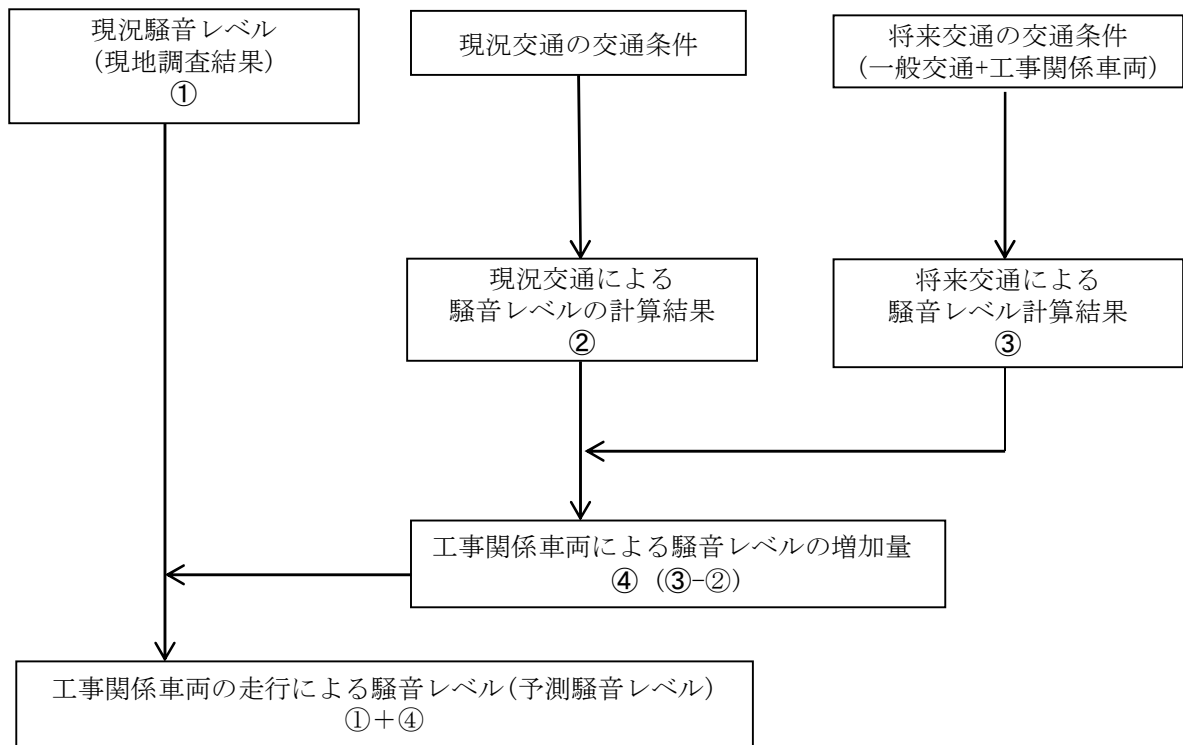 現況騒音レベル
(現地調査結果)
①
現況交通の交通条件
将来交通の交通条件
(一般交通+工事関係車両)
現況交通による
騒音レベルの計算結果
②
将来交通による
騒音レベル計算結果
③
工事関係車両による騒音レベルの増加量
④ (③-②)
工事関係車両の走行による騒音レベル(予測騒音レベル)
①+④